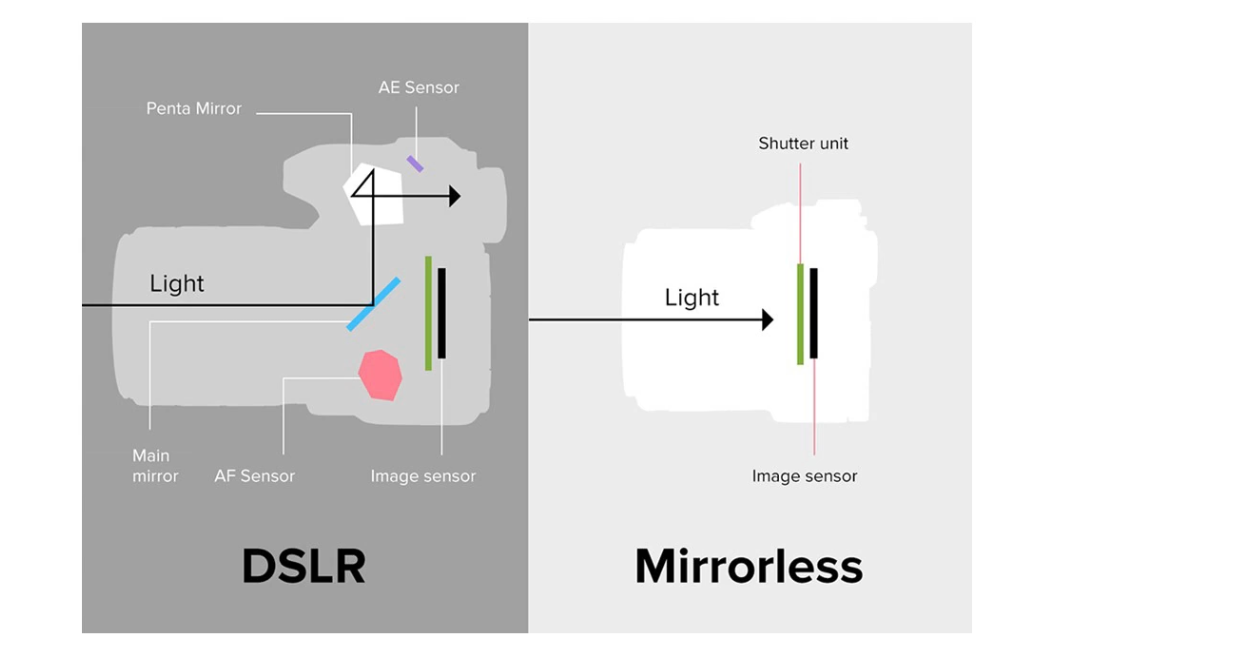 AE Sensor
Penta Mirror
Light
Main
mirror
AF Sensor
Image sensor
DSLR
Shutter unit
Light
Image sensor
Mirrorless